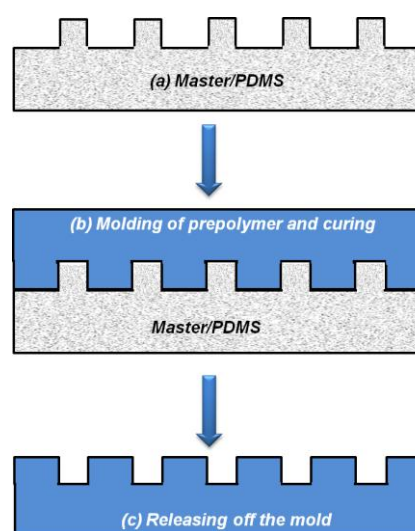 (a) Master/PDMS
(b) Molding of prepolymer and curing
Master/PDMS
(c) Releasing off the mold